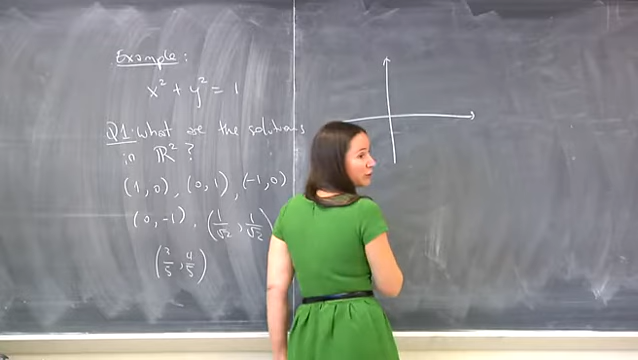 Example:
x² + y² = 1
Q1: What are the solutions
in ℝ²?
(1,0), (0,1), (-1,0)
(0,-1), (1/√2, 1/√2)
(3/5, 4/5)